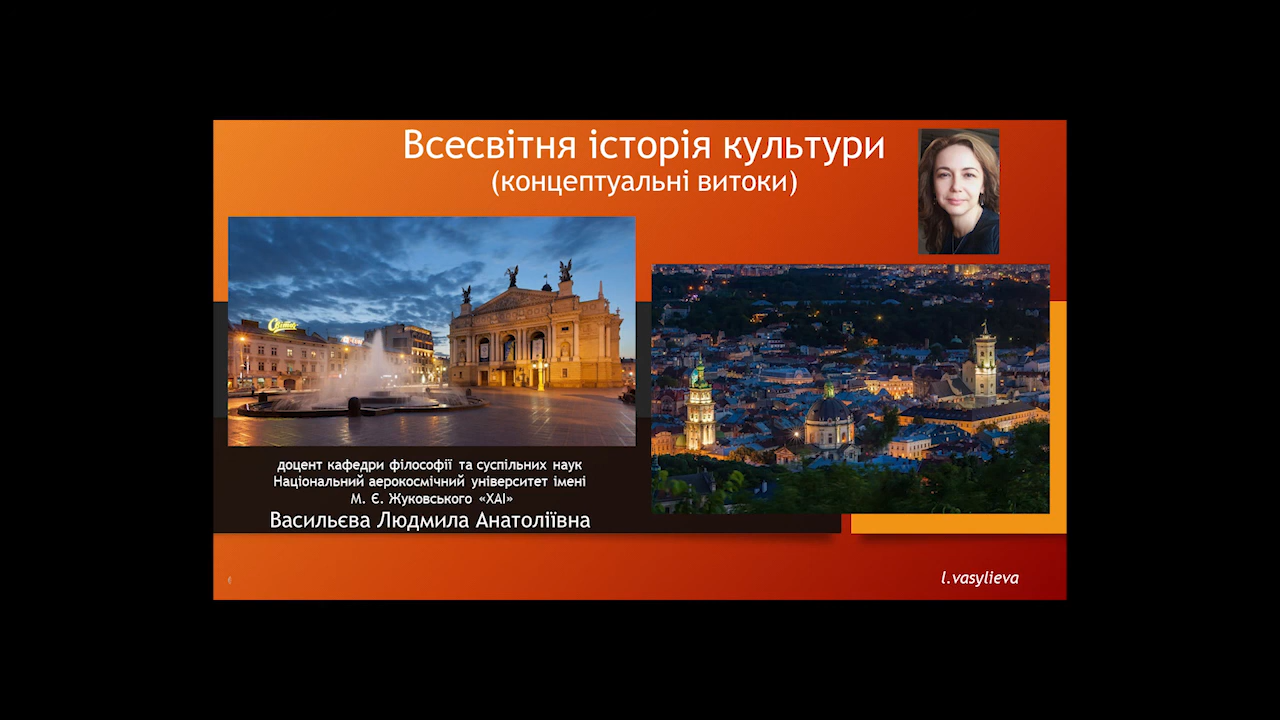 Всесвітня історія культури
(концептуальні витоки)
Світоч
доцент кафедри філософії та суспільних наук
Національний аерокосмічний університет імені
М. Є. Жуковського «ХАІ»
Васильєва Людмила Анатоліївна
l.vasylieva